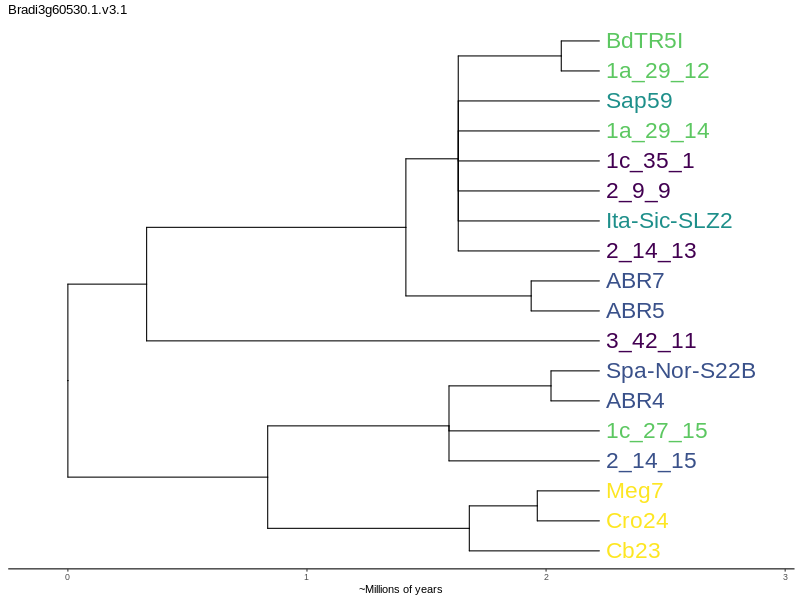 Bradi3g60530.1.v3.1
BdTR5I
1a_29_12
Sap59
1a_29_14
1c_35_1
2_9_9
Ita-Sic-SLZ2
2_14_13
ABR7
ABR5
3_42_11
Spa-Nor-S22B
ABR4
1c_27_15
2_14_15
Meg7
Cro24
Cb23
0 1 2 3
~Millions of years